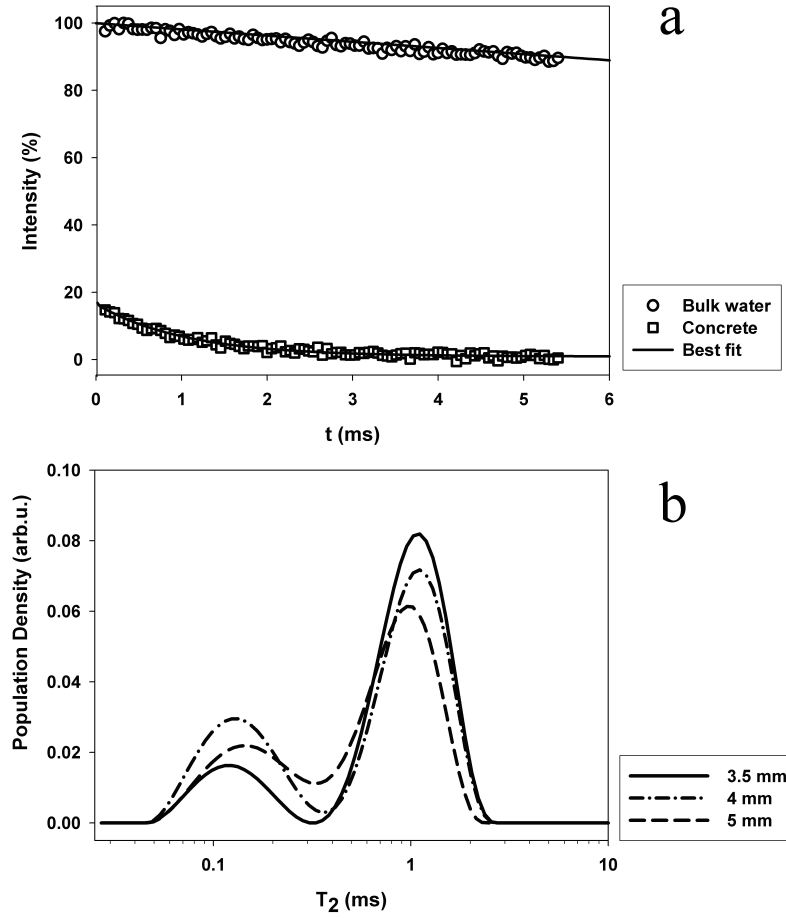 a
100
80
60
40
20
0
Intensity (%)
0 1 2 3 4 5 6
t (ms)
Bulk water
Concrete
Best fit
b
0.10
0.08
0.06
0.04
0.02
0.00
Population Density (arb.u.)
0.1 1 10
T2 (ms)
3.5 mm
4 mm
5 mm